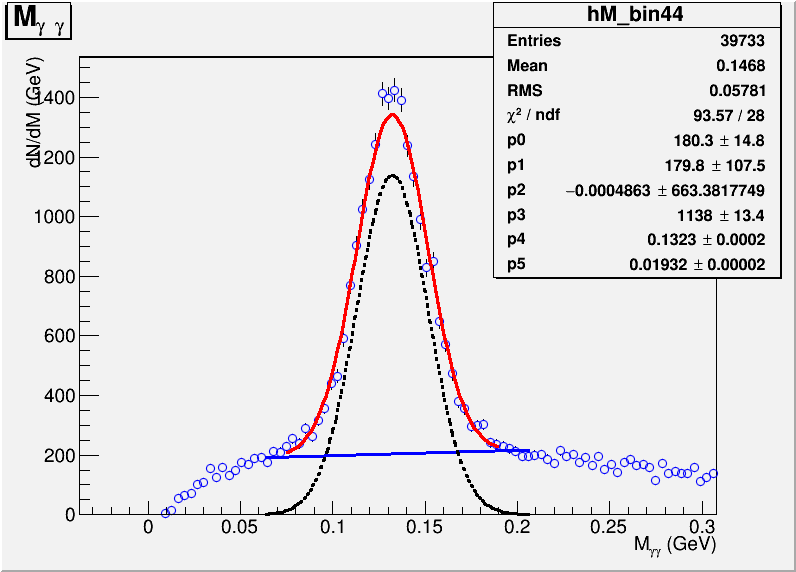 M_γ γ
hM_bin44
Entries 39733
Mean 0.1468
RMS 0.05781
χ² / ndf 93.57 / 28
p0 180.3 ± 14.8
p1 179.8 ± 107.5
p2 −0.0004863 ± 663.3817749
p3 1138 ± 13.4
p4 0.1323 ± 0.0002
p5 0.01932 ± 0.00002
dN/dM (GeV)
1400
1200
1000
800
600
400
200
0
0 0.05 0.1 0.15 0.2 0.25 0.3
M_γγ (GeV)